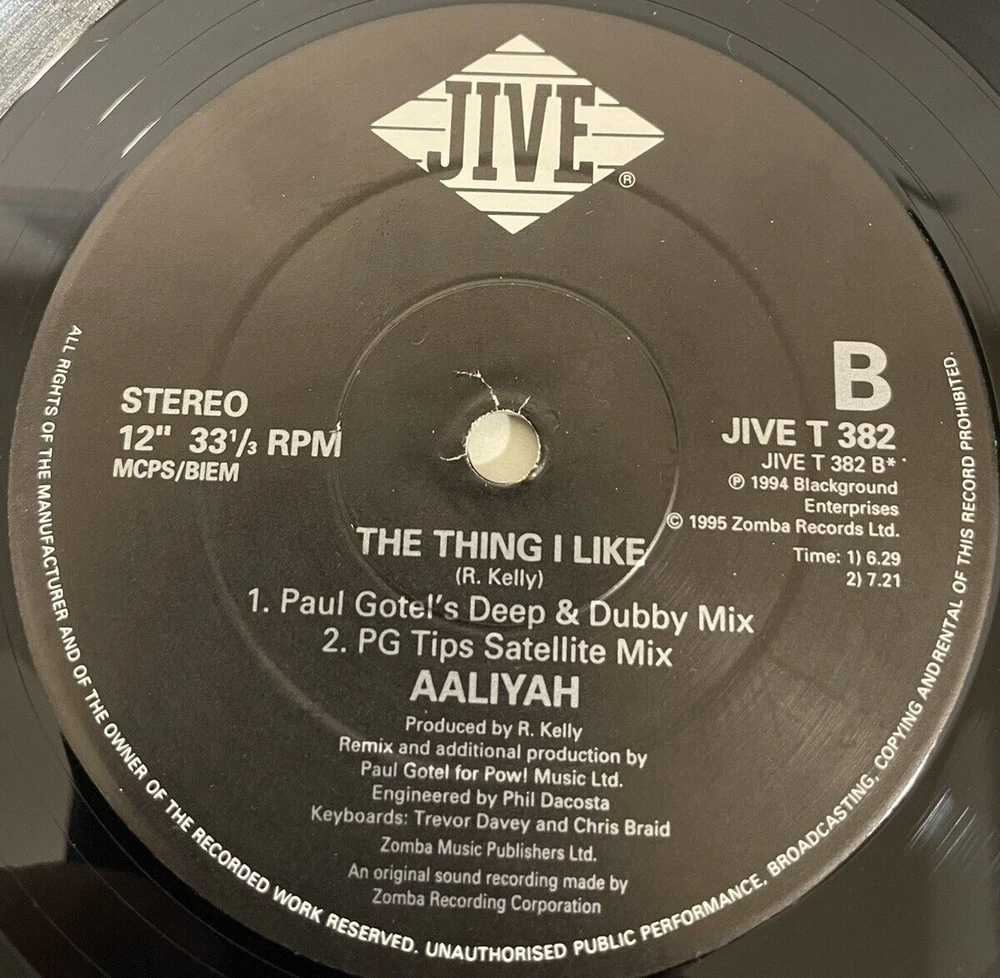 JIVE
®
STEREO
12" 33⅓ RPM
MCPS/BIEM
B
JIVE T 382
JIVE T 382 B*
℗ 1994 Blackground
Enterprises
© 1995 Zomba Records Ltd.
Time: 1) 6.29
2) 7.21
THE THING I LIKE
(R. Kelly)
1. Paul Gotel's Deep & Dubby Mix
2. PG Tips Satellite Mix
AALIYAH
Produced by R. Kelly
Remix and additional production by
Paul Gotel for Pow! Music Ltd.
Engineered by Phil Dacosta
Keyboards: Trevor Davey and Chris Braid
Zomba Music Publishers Ltd.
An original sound recording made by
Zomba Recording Corporation
ALL RIGHTS OF THE MANUFACTURER AND OF THE OWNER OF THE RECORDED WORK RESERVED. UNAUTHORISED PUBLIC PERFORMANCE, BROADCASTING, COPYING AND RENTAL OF THIS RECORD PROHIBITED.